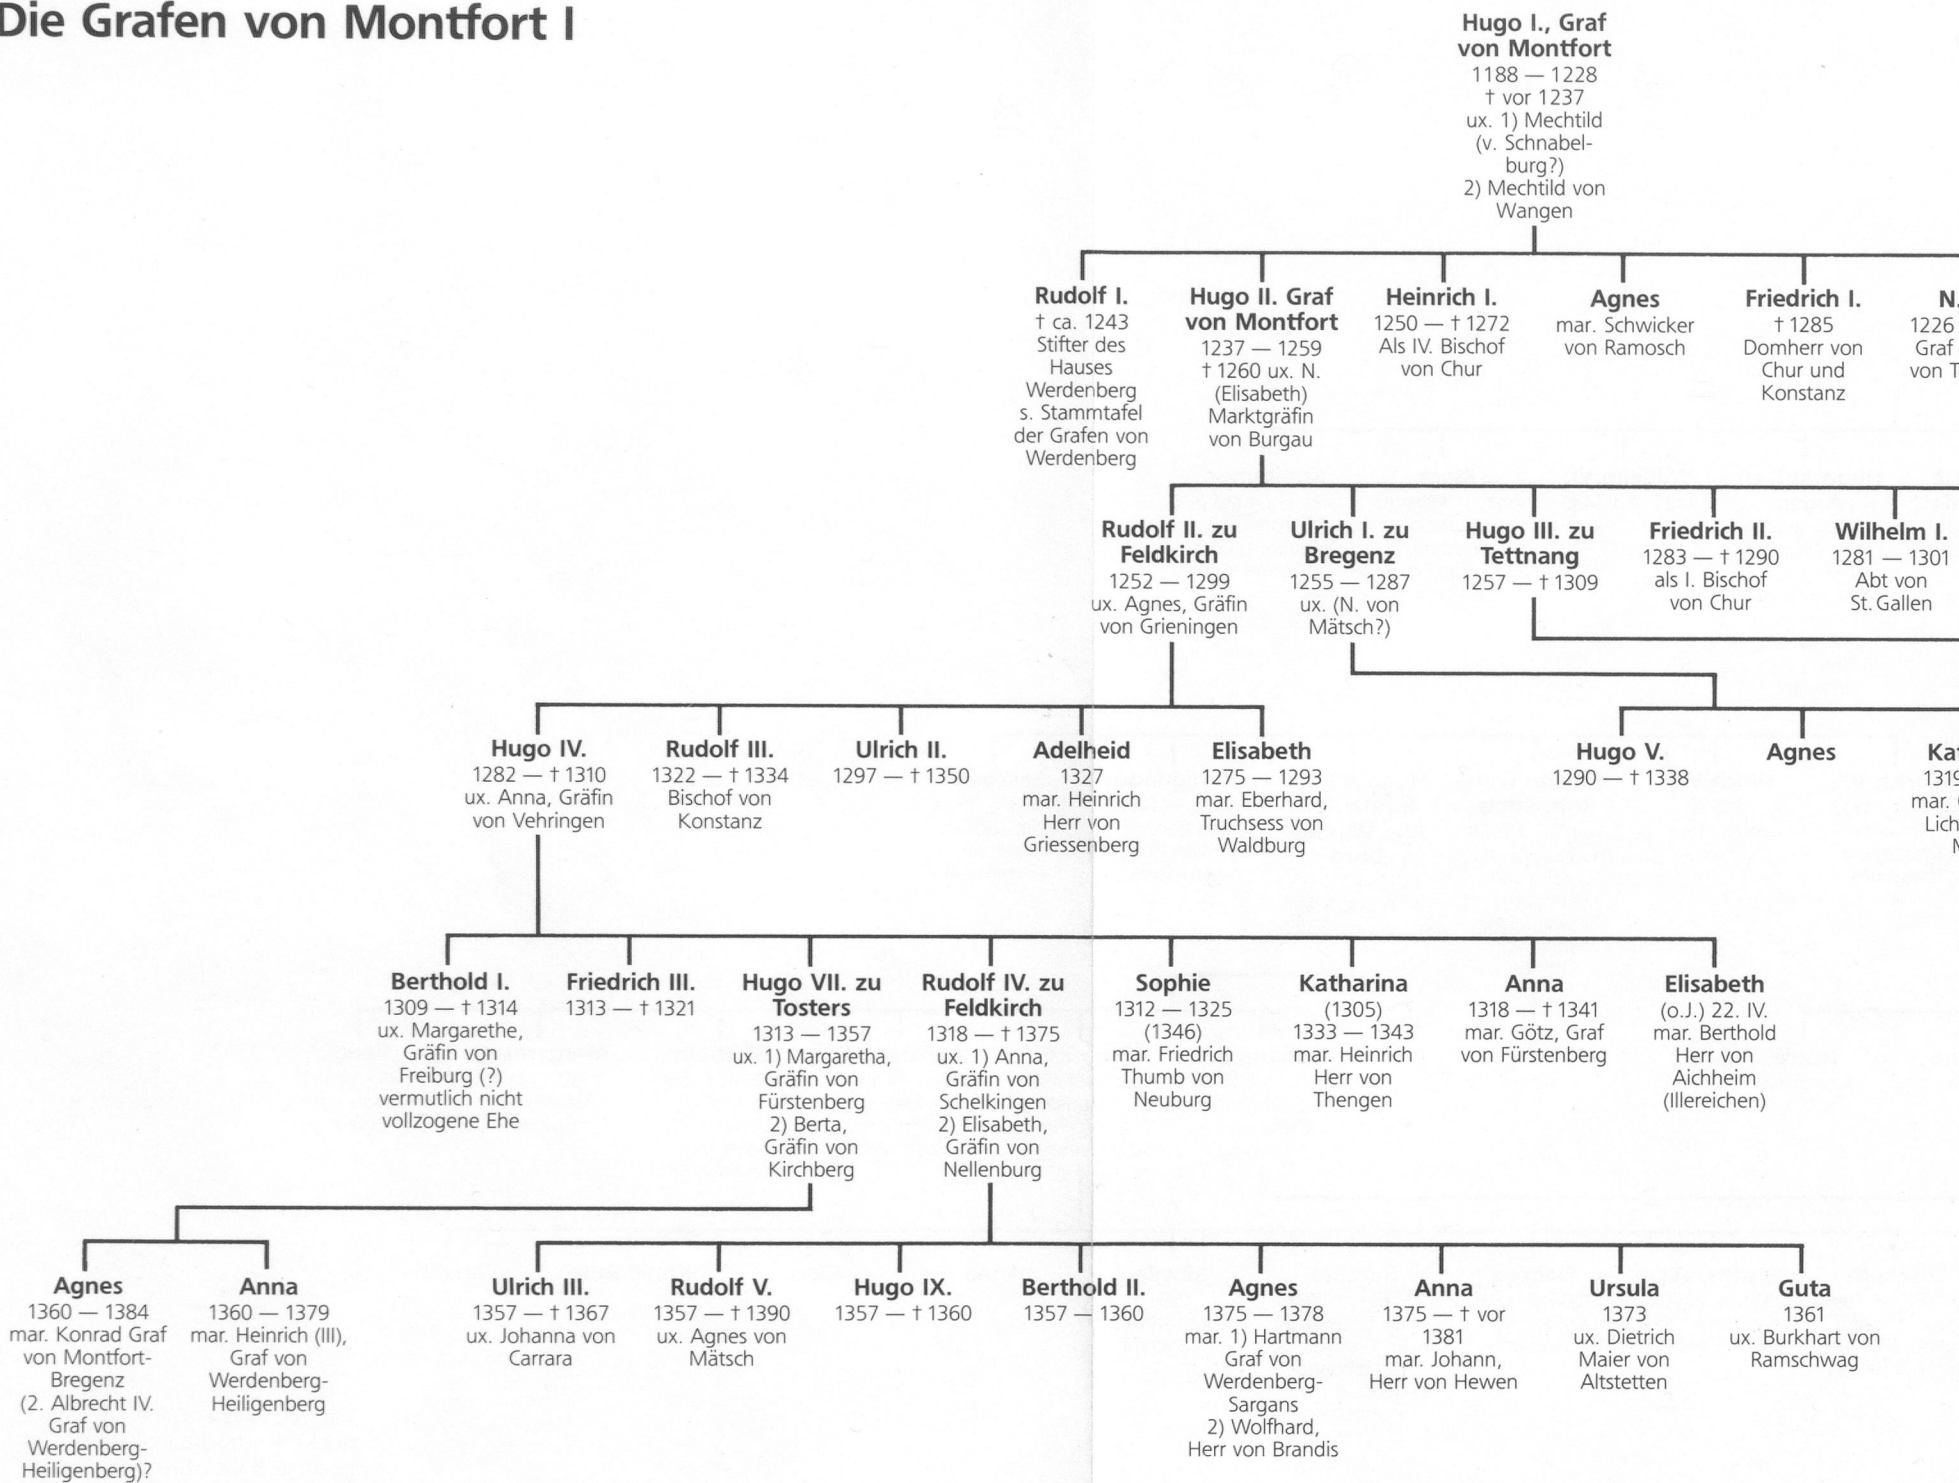 Die Grafen von Montfort I
Hugo I., Graf
von Montfort
1188 — 1228
† vor 1237
ux. 1) Mechtild
(v. Schnabel-
burg?)
2) Mechtild von
Wangen
Rudolf I.
† ca. 1243
Stifter des
Hauses
Werdenberg
s. Stammtafel
der Grafen von
Werdenberg
Hugo II. Graf
von Montfort
1237 — 1259
† 1260 ux. N.
(Elisabeth)
Marktgräfin
von Burgau
Heinrich I.
1250 — † 1272
Als IV. Bischof
von Chur
Agnes
mar. Schwicker
von Ramosch
Friedrich I.
† 1285
Domherr von
Chur und
Konstanz
N.
1226
Graf
von T
Rudolf II. zu
Feldkirch
1252 — 1299
ux. Agnes, Gräfin
von Grieningen
Ulrich I. zu
Bregenz
1255 — 1287
ux. (N. von
Mätsch?)
Hugo III. zu
Tettnang
1257 — † 1309
Friedrich II.
1283 — † 1290
als I. Bischof
von Chur
Wilhelm I.
1281 — 1301
Abt von
St. Gallen
Hugo IV.
1282 — † 1310
ux. Anna, Gräfin
von Vehringen
Rudolf III.
1322 — † 1334
Bischof von
Konstanz
Ulrich II.
1297 — † 1350
Adelheid
1327
mar. Heinrich
Herr von
Griessenberg
Elisabeth
1275 — 1293
mar. Eberhard,
Truchsess von
Waldburg
Hugo V.
1290 — † 1338
Agnes
Kat
1319
mar.
Lich
Berthold I.
1309 — † 1314
ux. Margarethe,
Gräfin von
Freiburg (?)
vermutlich nicht
vollzogene Ehe
Friedrich III.
1313 — † 1321
Hugo VII. zu
Tosters
1313 — 1357
ux. 1) Margaretha,
Gräfin von
Fürstenberg
2) Berta,
Gräfin von
Kirchberg
Rudolf IV. zu
Feldkirch
1318 — † 1375
ux. 1) Anna,
Gräfin von
Schelkingen
2) Elisabeth,
Gräfin von
Nellenburg
Sophie
1312 — 1325
(1346)
mar. Friedrich
Thumb von
Neuburg
Katharina
(1305)
1333 — 1343
mar. Heinrich
Herr von
Thengen
Anna
1318 — † 1341
mar. Götz, Graf
von Fürstenberg
Elisabeth
(o.J.) 22. IV.
mar. Berthold
Herr von
Aichheim
(Illereichen)
Agnes
1360 — 1384
mar. Konrad Graf
von Montfort-
Bregenz
(2. Albrecht IV.
Graf von
Werdenberg-
Heiligenberg)?
Anna
1360 — 1379
mar. Heinrich (III),
Graf von
Werdenberg-
Heiligenberg
Ulrich III.
1357 — † 1367
ux. Johanna von
Carrara
Rudolf V.
1357 — † 1390
ux. Agnes von
Mätsch
Hugo IX.
1357 — † 1360
Berthold II.
1357 — 1360
Agnes
1375 — 1378
mar. 1) Hartmann
Graf von
Werdenberg-
Sargans
2) Wolfhard,
Herr von Brandis
Anna
1375 — † vor
1381
mar. Johann,
Herr von Hewen
Ursula
1373
ux. Dietrich
Maier von
Altstetten
Guta
1361
ux. Burkhart von
Ramschwag